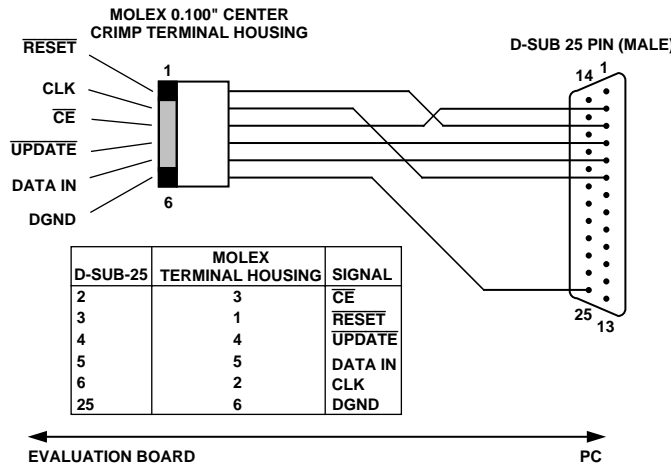 MOLEX 0.100" CENTER
CRIMP TERMINAL HOUSING
D-SUB 25 PIN (MALE)
RESET
CLK
CE
UPDATE
DATA IN
DGND
1
6
14 1
25 13
D-SUB-25 MOLEX TERMINAL HOUSING SIGNAL
2 3 CE
3 1 RESET
4 4 UPDATE
5 5 DATA IN
6 2 CLK
25 6 DGND
EVALUATION BOARD PC